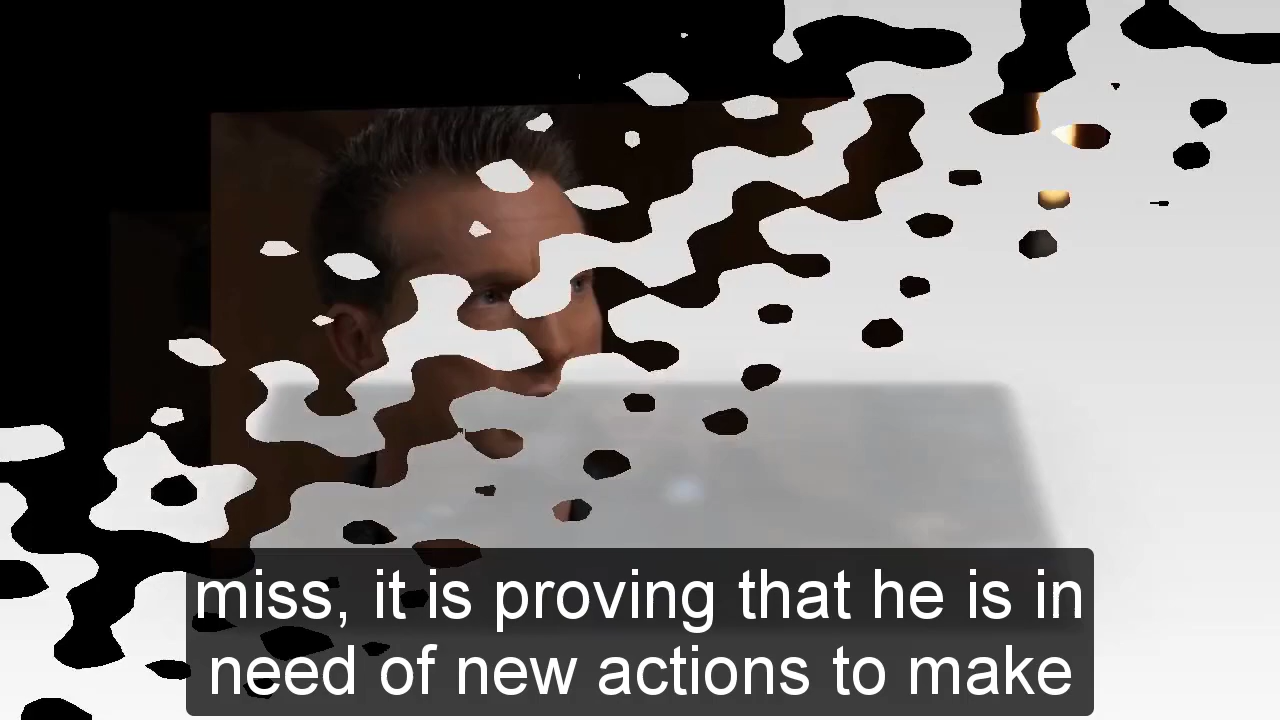 miss, it is proving that he is in
need of new actions to make